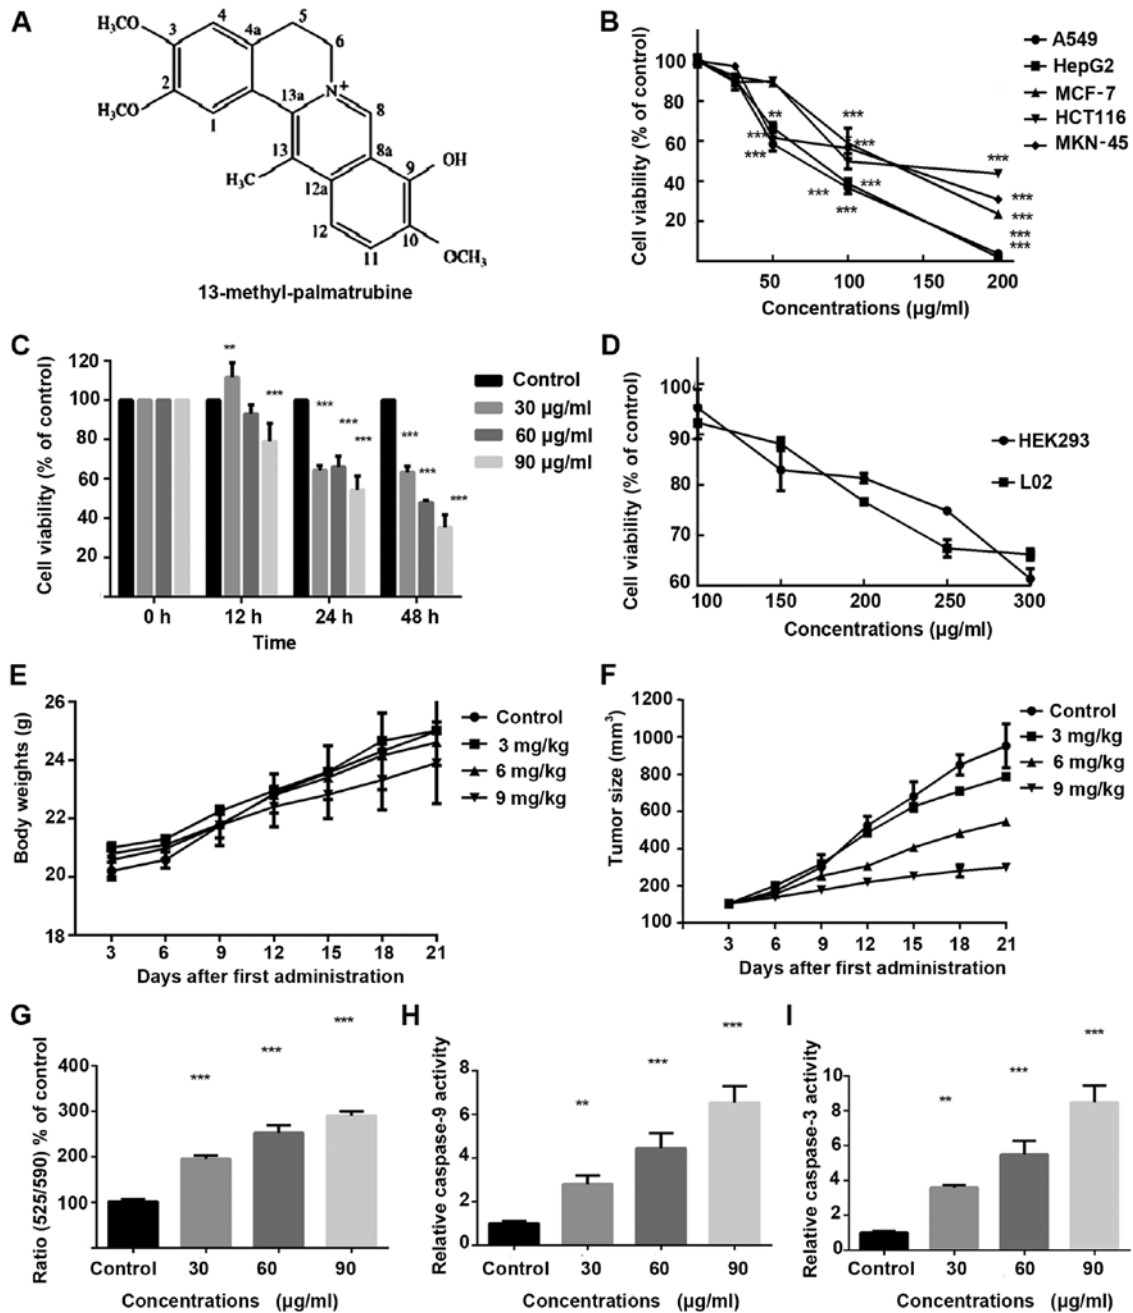 A
H₃CO
H₃CO
H₃C
OH
OCH₃
N⁺
1
2
3
4
4a
5
6
8
8a
9
10
11
12
12a
13
13a
13-methyl-palmatrubine
B
Cell viability (% of control)
100
80
60
40
20
50
100
150
200
Concentrations (µg/ml)
A549
HepG2
MCF-7
HCT116
MKN-45
**
***
***
***
***
***
***
***
***
***
***
***
***
C
Cell viability (% of control)
120
100
80
60
40
20
0 h
12 h
24 h
48 h
Time
Control
30 µg/ml
60 µg/ml
90 µg/ml
**
***
***
***
***
***
***
***
D
Cell viability (% of control)
100
90
80
70
60
100
150
200
250
300
Concentrations (µg/ml)
HEK293
L02
E
Body weights (g)
26
24
22
20
18
3 6 9 12 15 18 21
Days after first administration
Control
3 mg/kg
6 mg/kg
9 mg/kg
F
Tumor size (mm³)
1200
1000
800
600
400
200
100
3 6 9 12 15 18 21
Days after first administration
Control
3 mg/kg
6 mg/kg
9 mg/kg
G
Ratio (525/590) % of control
400
300
200
100
***
***
***
Control 30 60 90
Concentrations (µg/ml)
H
Relative caspase-9 activity
8
6
4
2
0
**
***
***
Control 30 60 90
Concentrations (µg/ml)
I
Relative caspase-3 activity
10
8
6
4
2
0
**
***
***
Control 30 60 90
Concentrations (µg/ml)